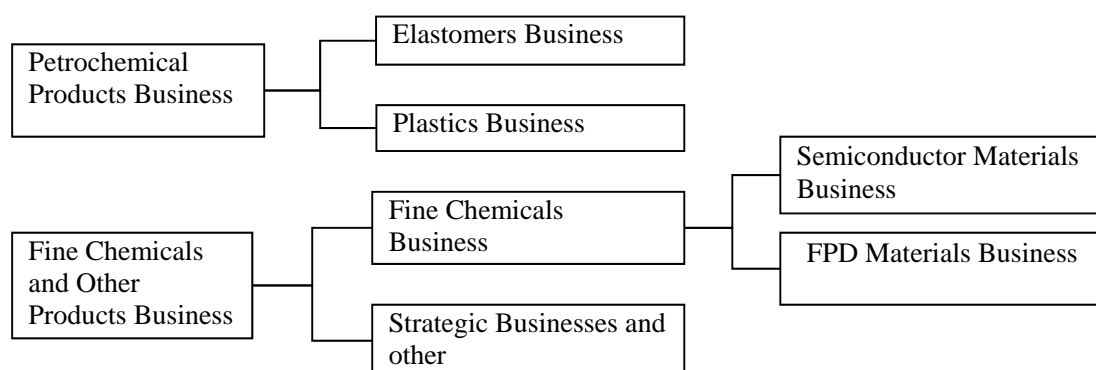 Petrochemical
Products Business
Elastomers Business
Plastics Business
Fine Chemicals
and Other
Products Business
Fine Chemicals
Business
Strategic Businesses and
other
Semiconductor Materials
Business
FPD Materials Business